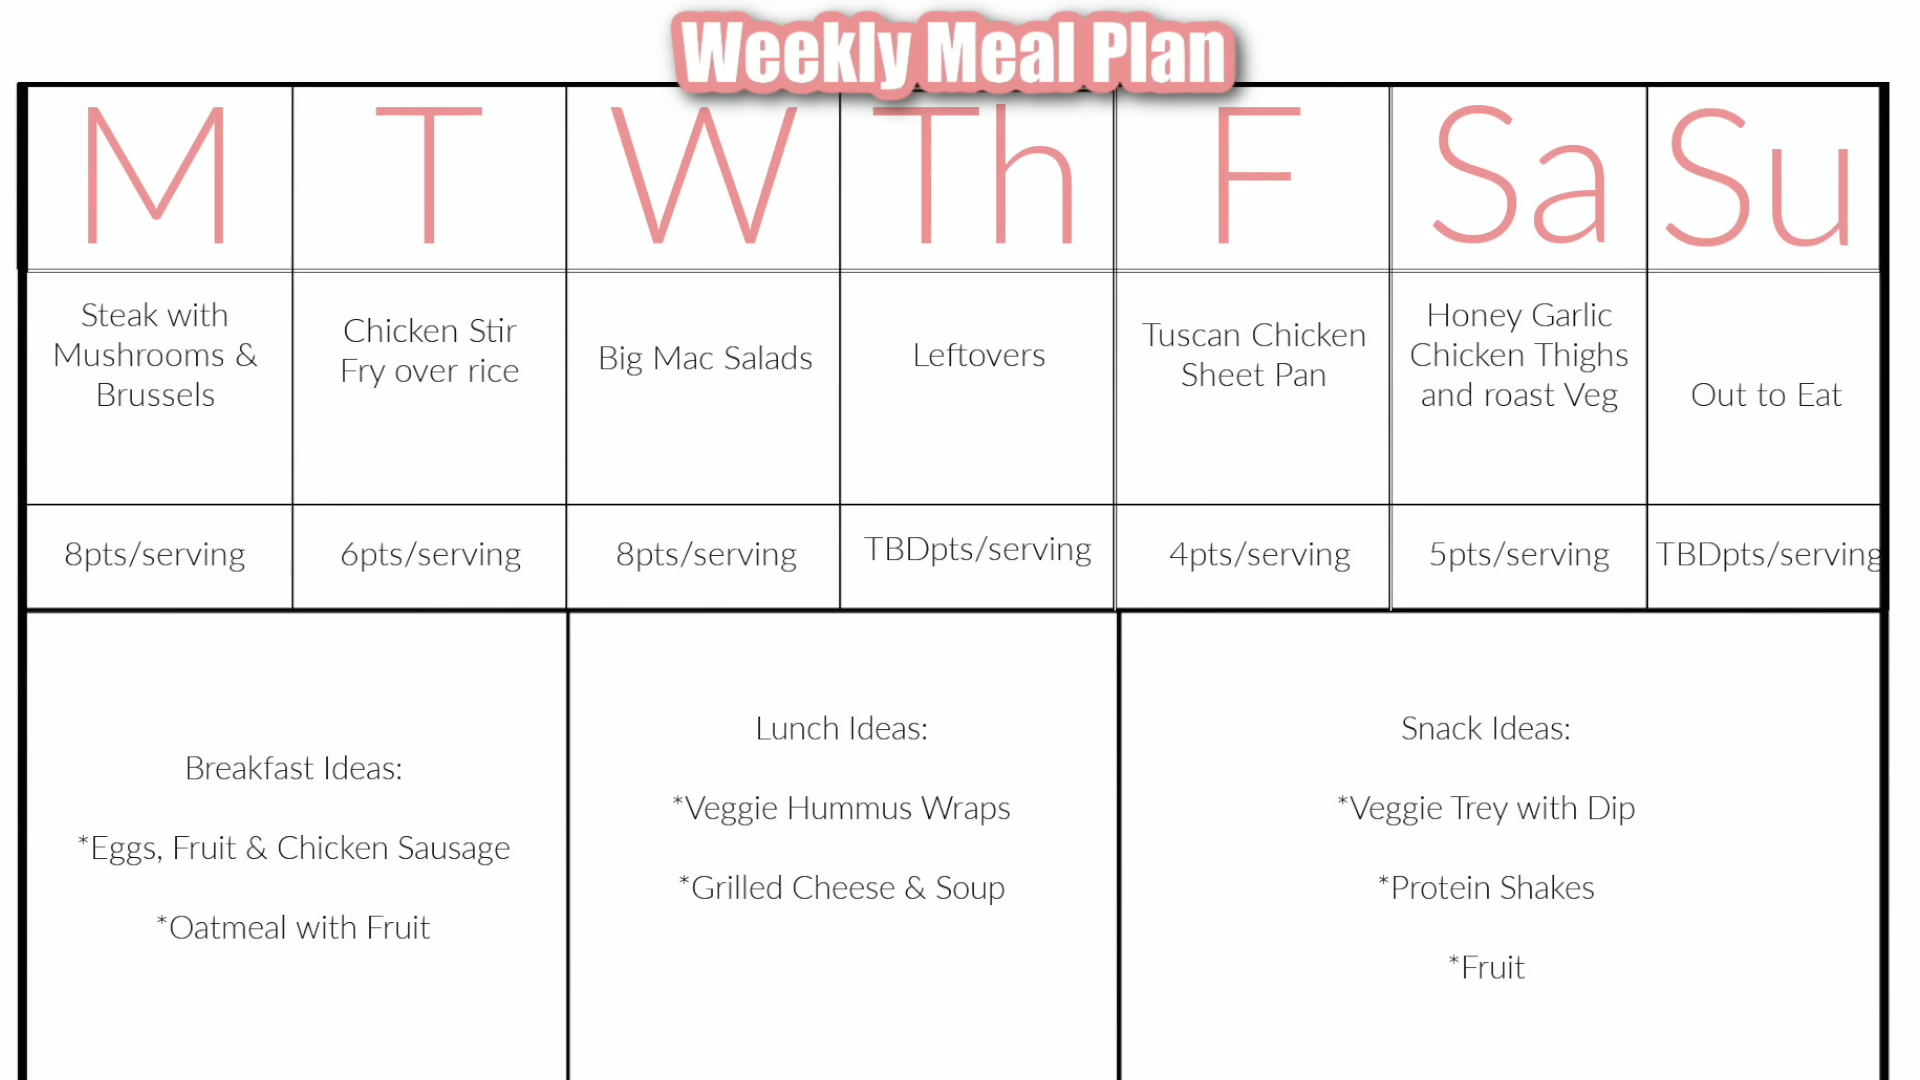 Weekly Meal Plan
M T W Th F Sa Su
Steak with
Mushrooms &
Brussels
Chicken Stir
Fry over rice
Big Mac Salads
Leftovers
Tuscan Chicken
Sheet Pan
Honey Garlic
Chicken Thighs
and roast Veg
Out to Eat
8pts/serving
6pts/serving
8pts/serving
TBDpts/serving
4pts/serving
5pts/serving
TBDpts/serving
Breakfast Ideas:
*Eggs, Fruit & Chicken Sausage
*Oatmeal with Fruit
Lunch Ideas:
*Veggie Hummus Wraps
*Grilled Cheese & Soup
Snack Ideas:
*Veggie Trey with Dip
*Protein Shakes
*Fruit